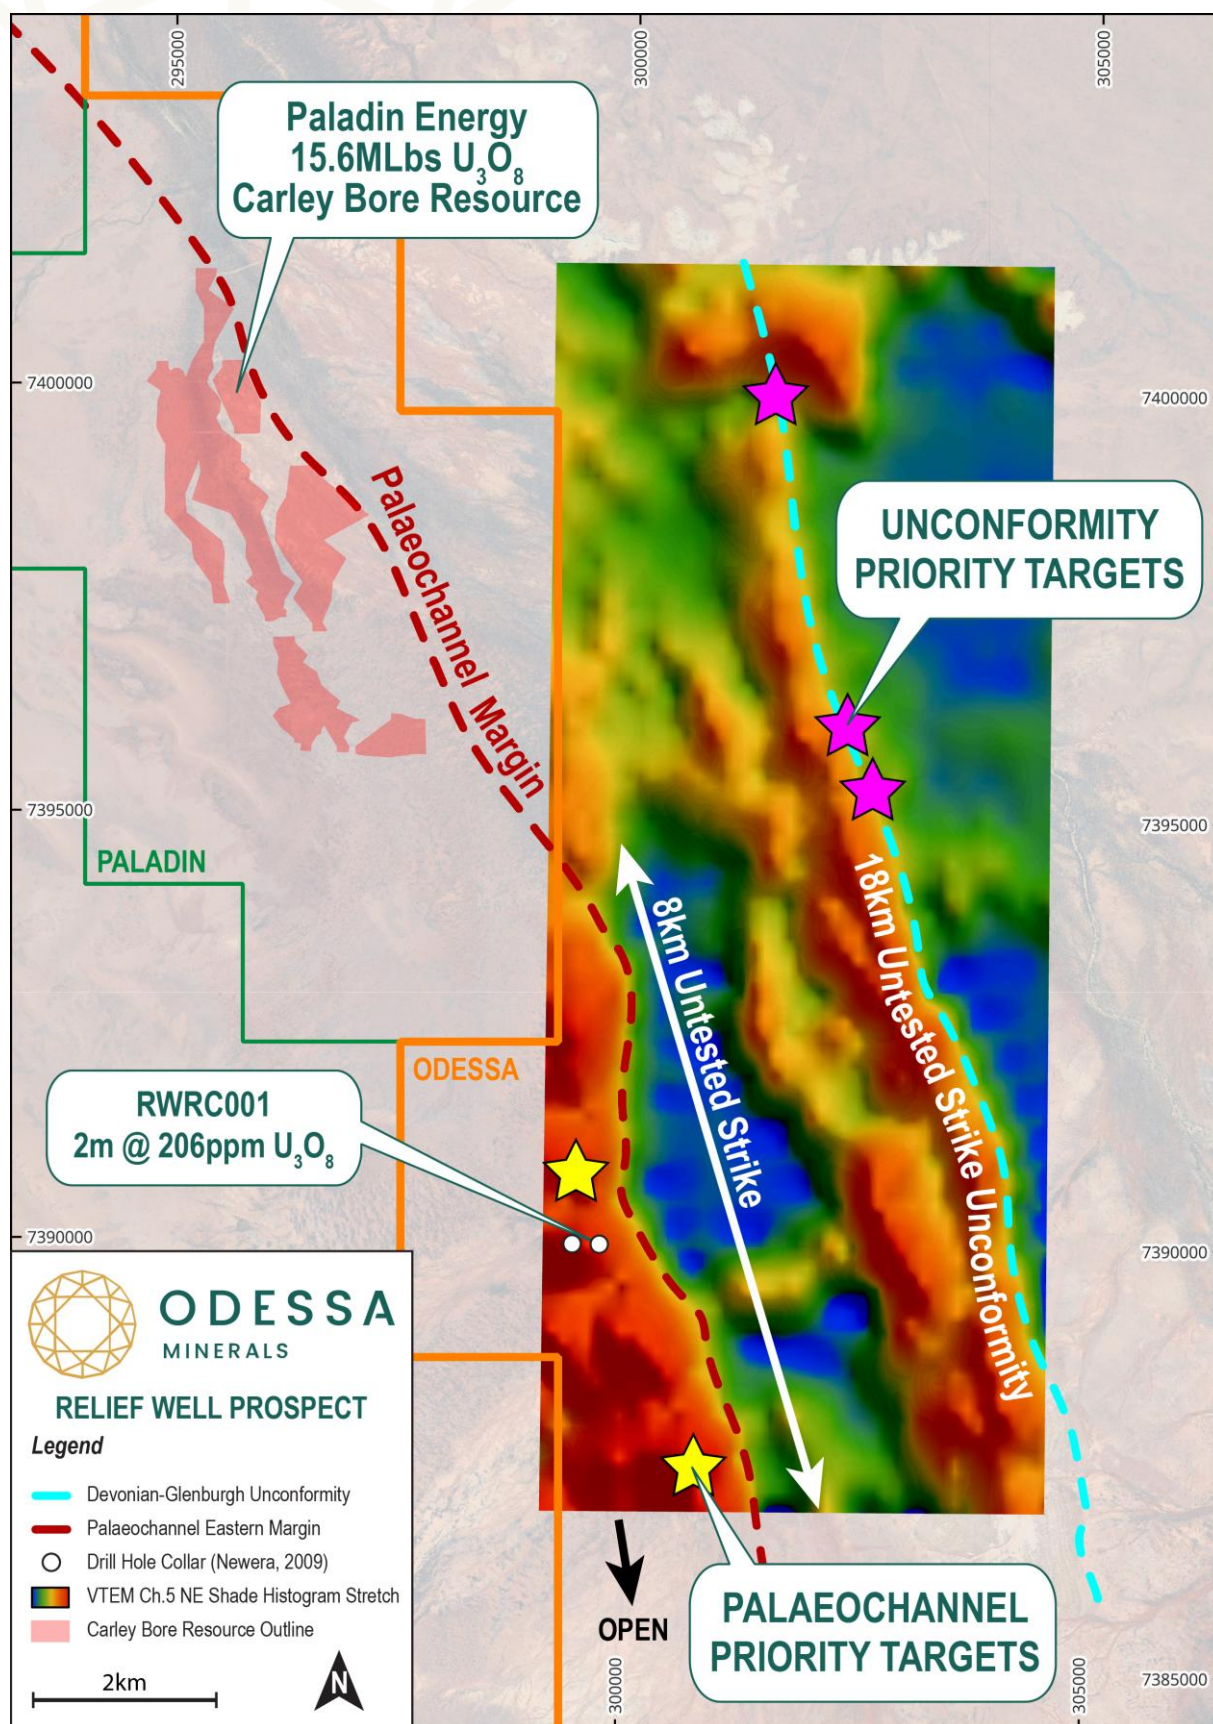 295000
300000
305000
Paladin Energy
15.6MLbs U3O8
Carley Bore Resource
7400000
7400000
Palaeochannel Margin
UNCONFORMITY
PRIORITY TARGETS
7395000
7395000
PALADIN
8km Untested Strike
18km Untested Strike Unconformity
ODESSA
RWRC001
2m @ 206ppm U3O8
7390000
7390000
ODESSA
MINERALS
RELIEF WELL PROSPECT
Legend
Devonian-Glenburgh Unconformity
Palaeochannel Eastern Margin
Drill Hole Collar (Newera, 2009)
VTEM Ch.5 NE Shade Histogram Stretch
Carley Bore Resource Outline
2km
N
OPEN
PALAEOCHANNEL
PRIORITY TARGETS
300000
305000
7385000